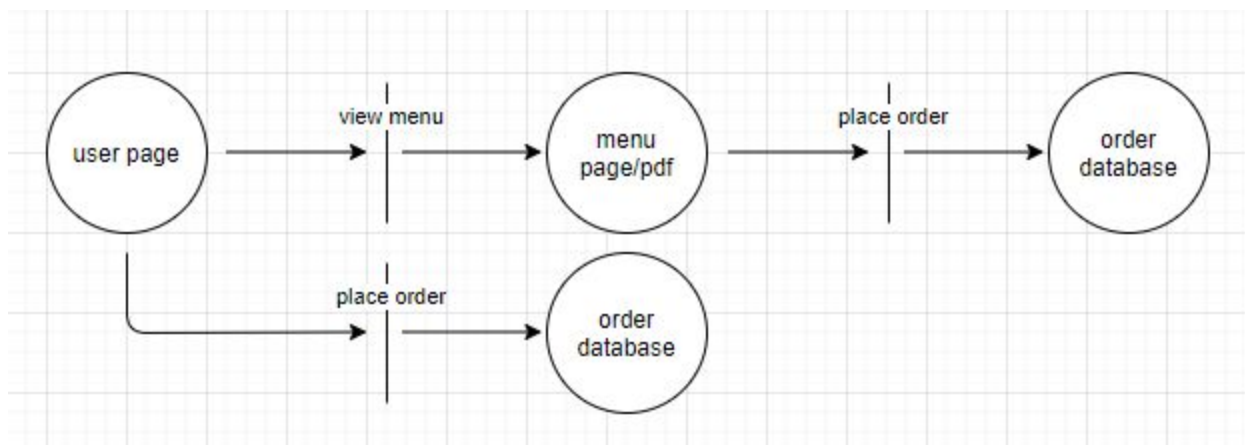 user page
view menu
menu
page/pdf
place order
order
database
place order
order
database